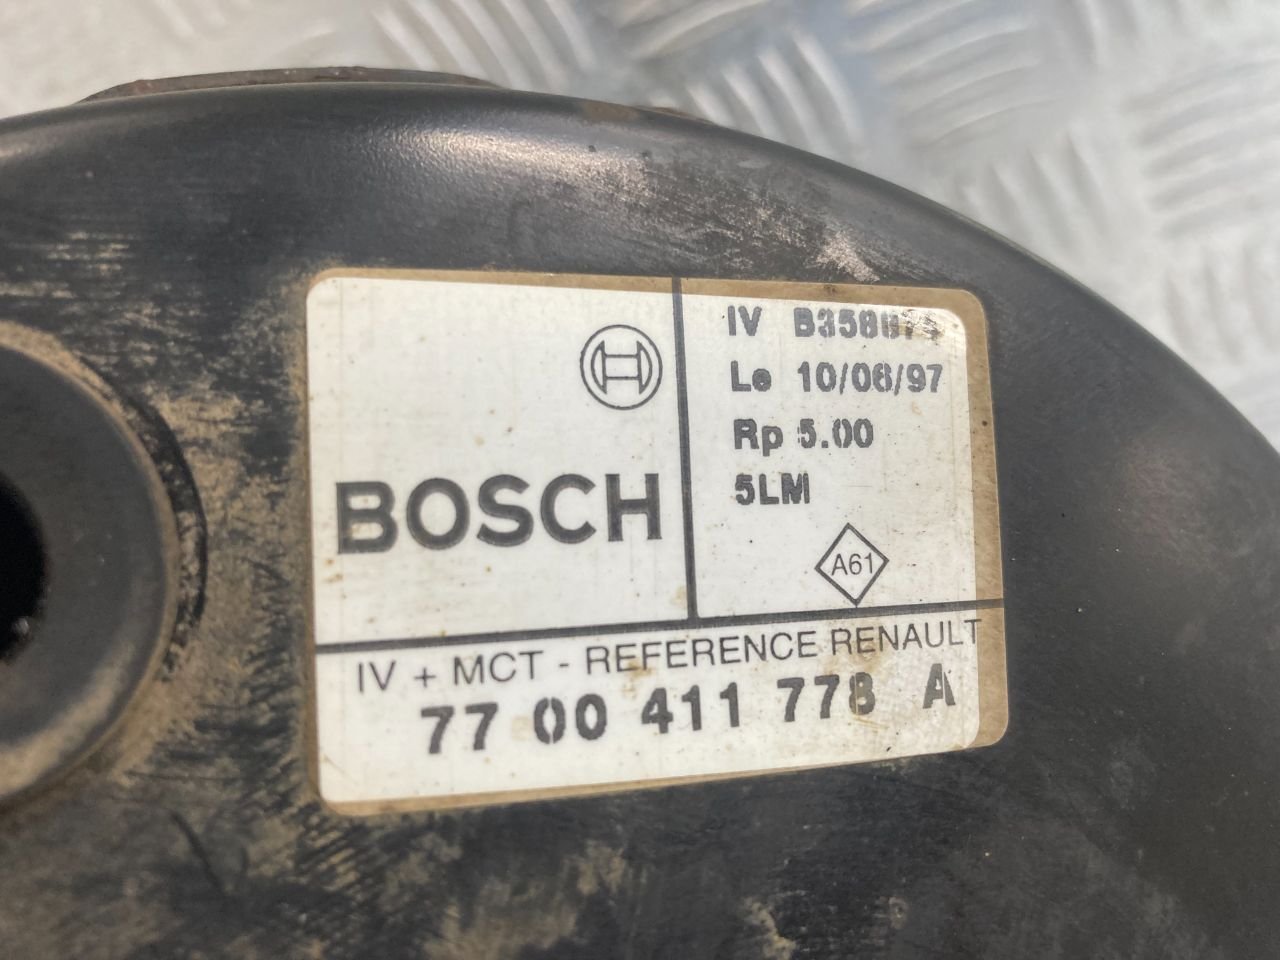 BOSCH
IV
Le 10/06/97
Rp 5.00
5LM
A61
IV + MCT - REFERENCE RENAULT
77 00 411 778 A